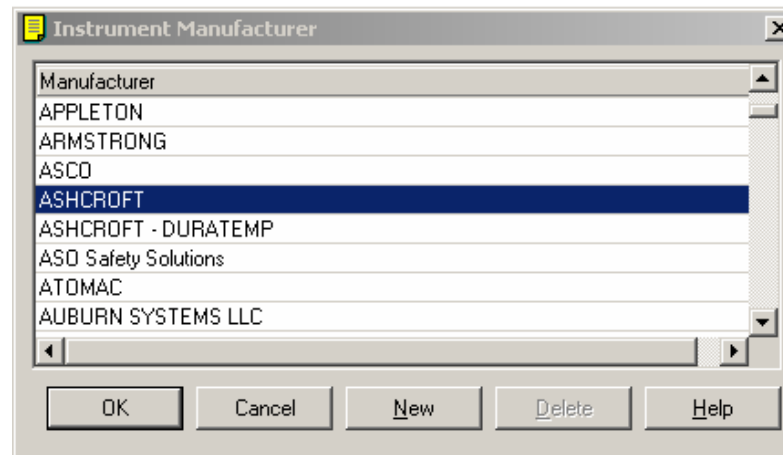 Instrument Manufacturer
Manufacturer
APPLETON
ARMSTRONG
ASCO
ASHCROFT
ASHCROFT - DURATEMP
ASO Safety Solutions
ATOMAC
AUBURN SYSTEMS LLC
OK Cancel New Delete Help